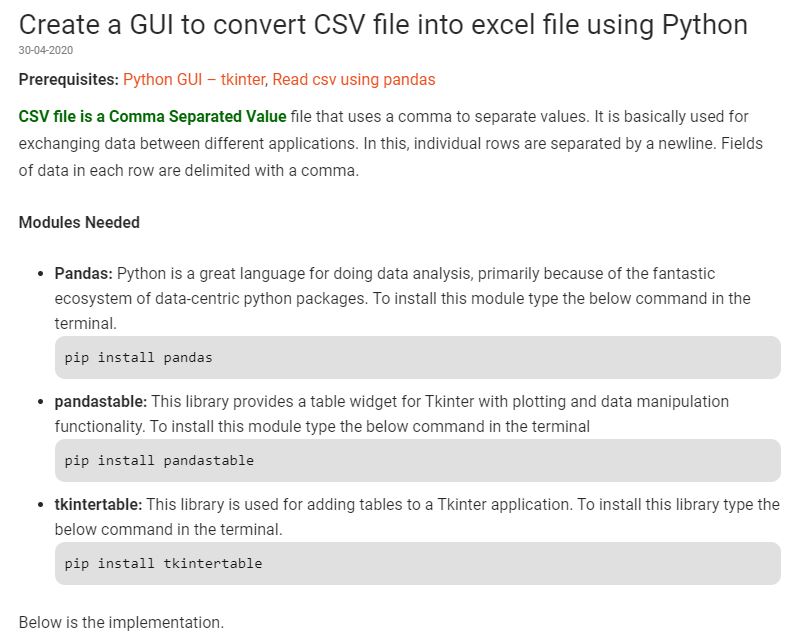 Create a GUI to convert CSV file into excel file using Python
30-04-2020
Prerequisites: Python GUI – tkinter, Read csv using pandas
CSV file is a Comma Separated Value file that uses a comma to separate values. It is basically used for
exchanging data between different applications. In this, individual rows are separated by a newline. Fields
of data in each row are delimited with a comma.
Modules Needed
• Pandas: Python is a great language for doing data analysis, primarily because of the fantastic
ecosystem of data-centric python packages. To install this module type the below command in the
terminal.
pip install pandas
• pandastable: This library provides a table widget for Tkinter with plotting and data manipulation
functionality. To install this module type the below command in the terminal
pip install pandastable
• tkintertable: This library is used for adding tables to a Tkinter application. To install this library type the
below command in the terminal.
pip install tkintertable
Below is the implementation.